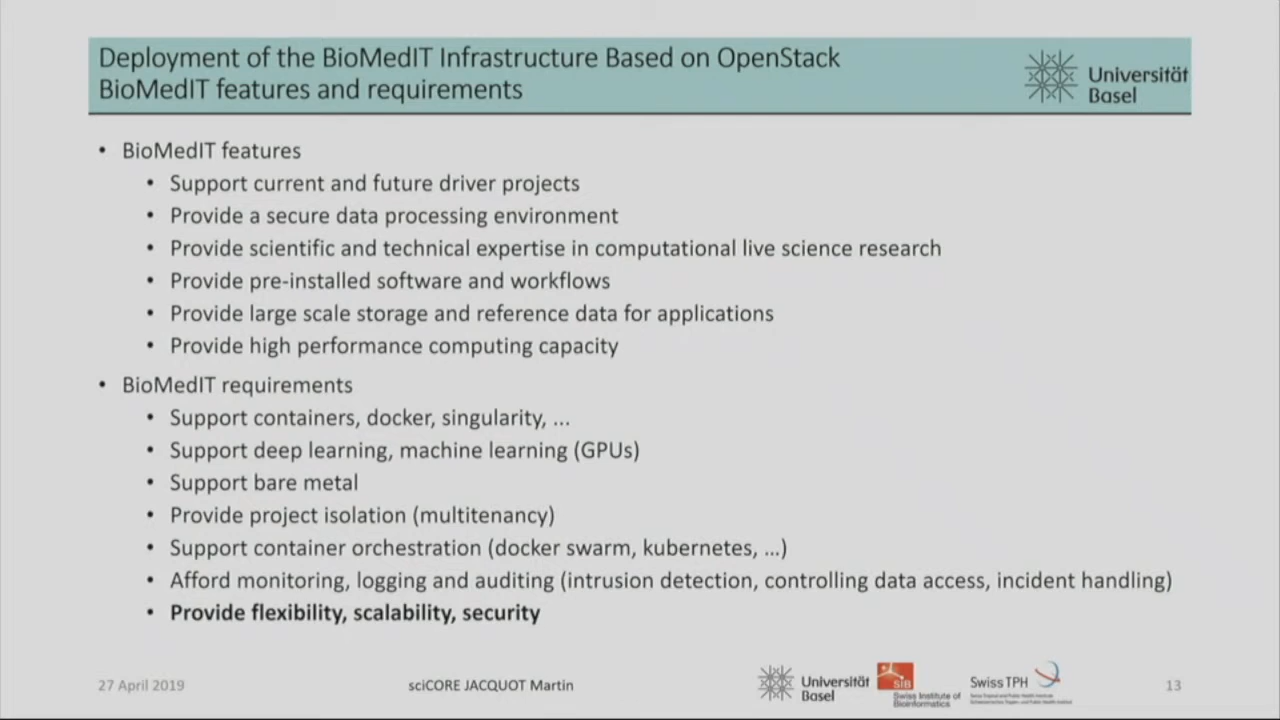 Deployment of the BioMedIT Infrastructure Based on OpenStack
BioMedIT features and requirements
Universität
Basel
• BioMedIT features
• Support current and future driver projects
• Provide a secure data processing environment
• Provide scientific and technical expertise in computational live science research
• Provide pre-installed software and workflows
• Provide large scale storage and reference data for applications
• Provide high performance computing capacity
• BioMedIT requirements
• Support containers, docker, singularity, ...
• Support deep learning, machine learning (GPUs)
• Support bare metal
• Provide project isolation (multitenancy)
• Support container orchestration (docker swarm, kubernetes, ...)
• Afford monitoring, logging and auditing (intrusion detection, controlling data access, incident handling)
• Provide flexibility, scalability, security
27 April 2019
sciCORE JACQUOT Martin
Universität
Basel
SIB
Swiss Institute of
Bioinformatics
Swiss TPH
13